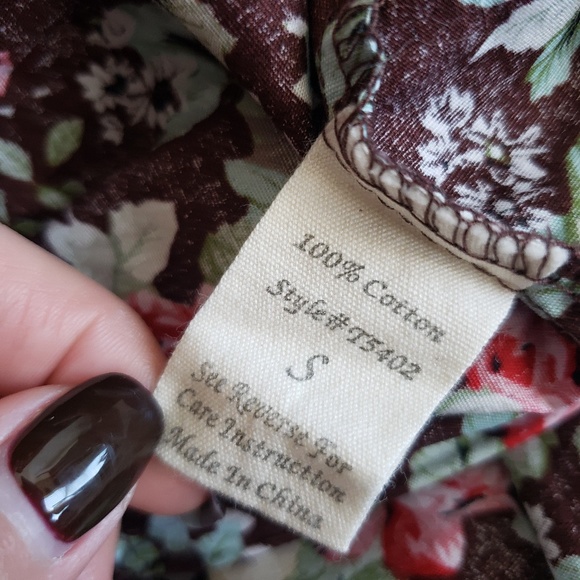 100% Cotton
Style# T5402
S
See Reverse For
Care Instruction
Made In China